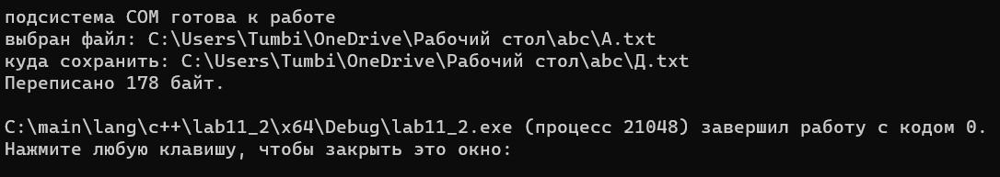 подсистема COM готова к работе
выбран файл: C:\Users\Tumbi\OneDrive\Рабочий стол\abc\A.txt
куда сохранить: C:\Users\Tumbi\OneDrive\Рабочий стол\abc\Д.txt
Переписано 178 байт.
C:\main\lang\c++\lab11_2\x64\Debug\lab11_2.exe (процесс 21048) завершил работу с кодом 0.
Нажмите любую клавишу, чтобы закрыть это окно: